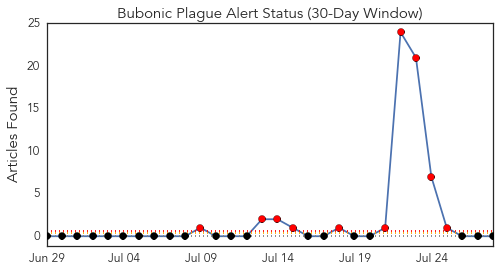 Bubonic Plague Alert Status (30-Day Window)
Articles Found
25
20
15
10
5
0
Jun 29
Jul 04
Jul 09
Jul 14
Jul 19
Jul 24